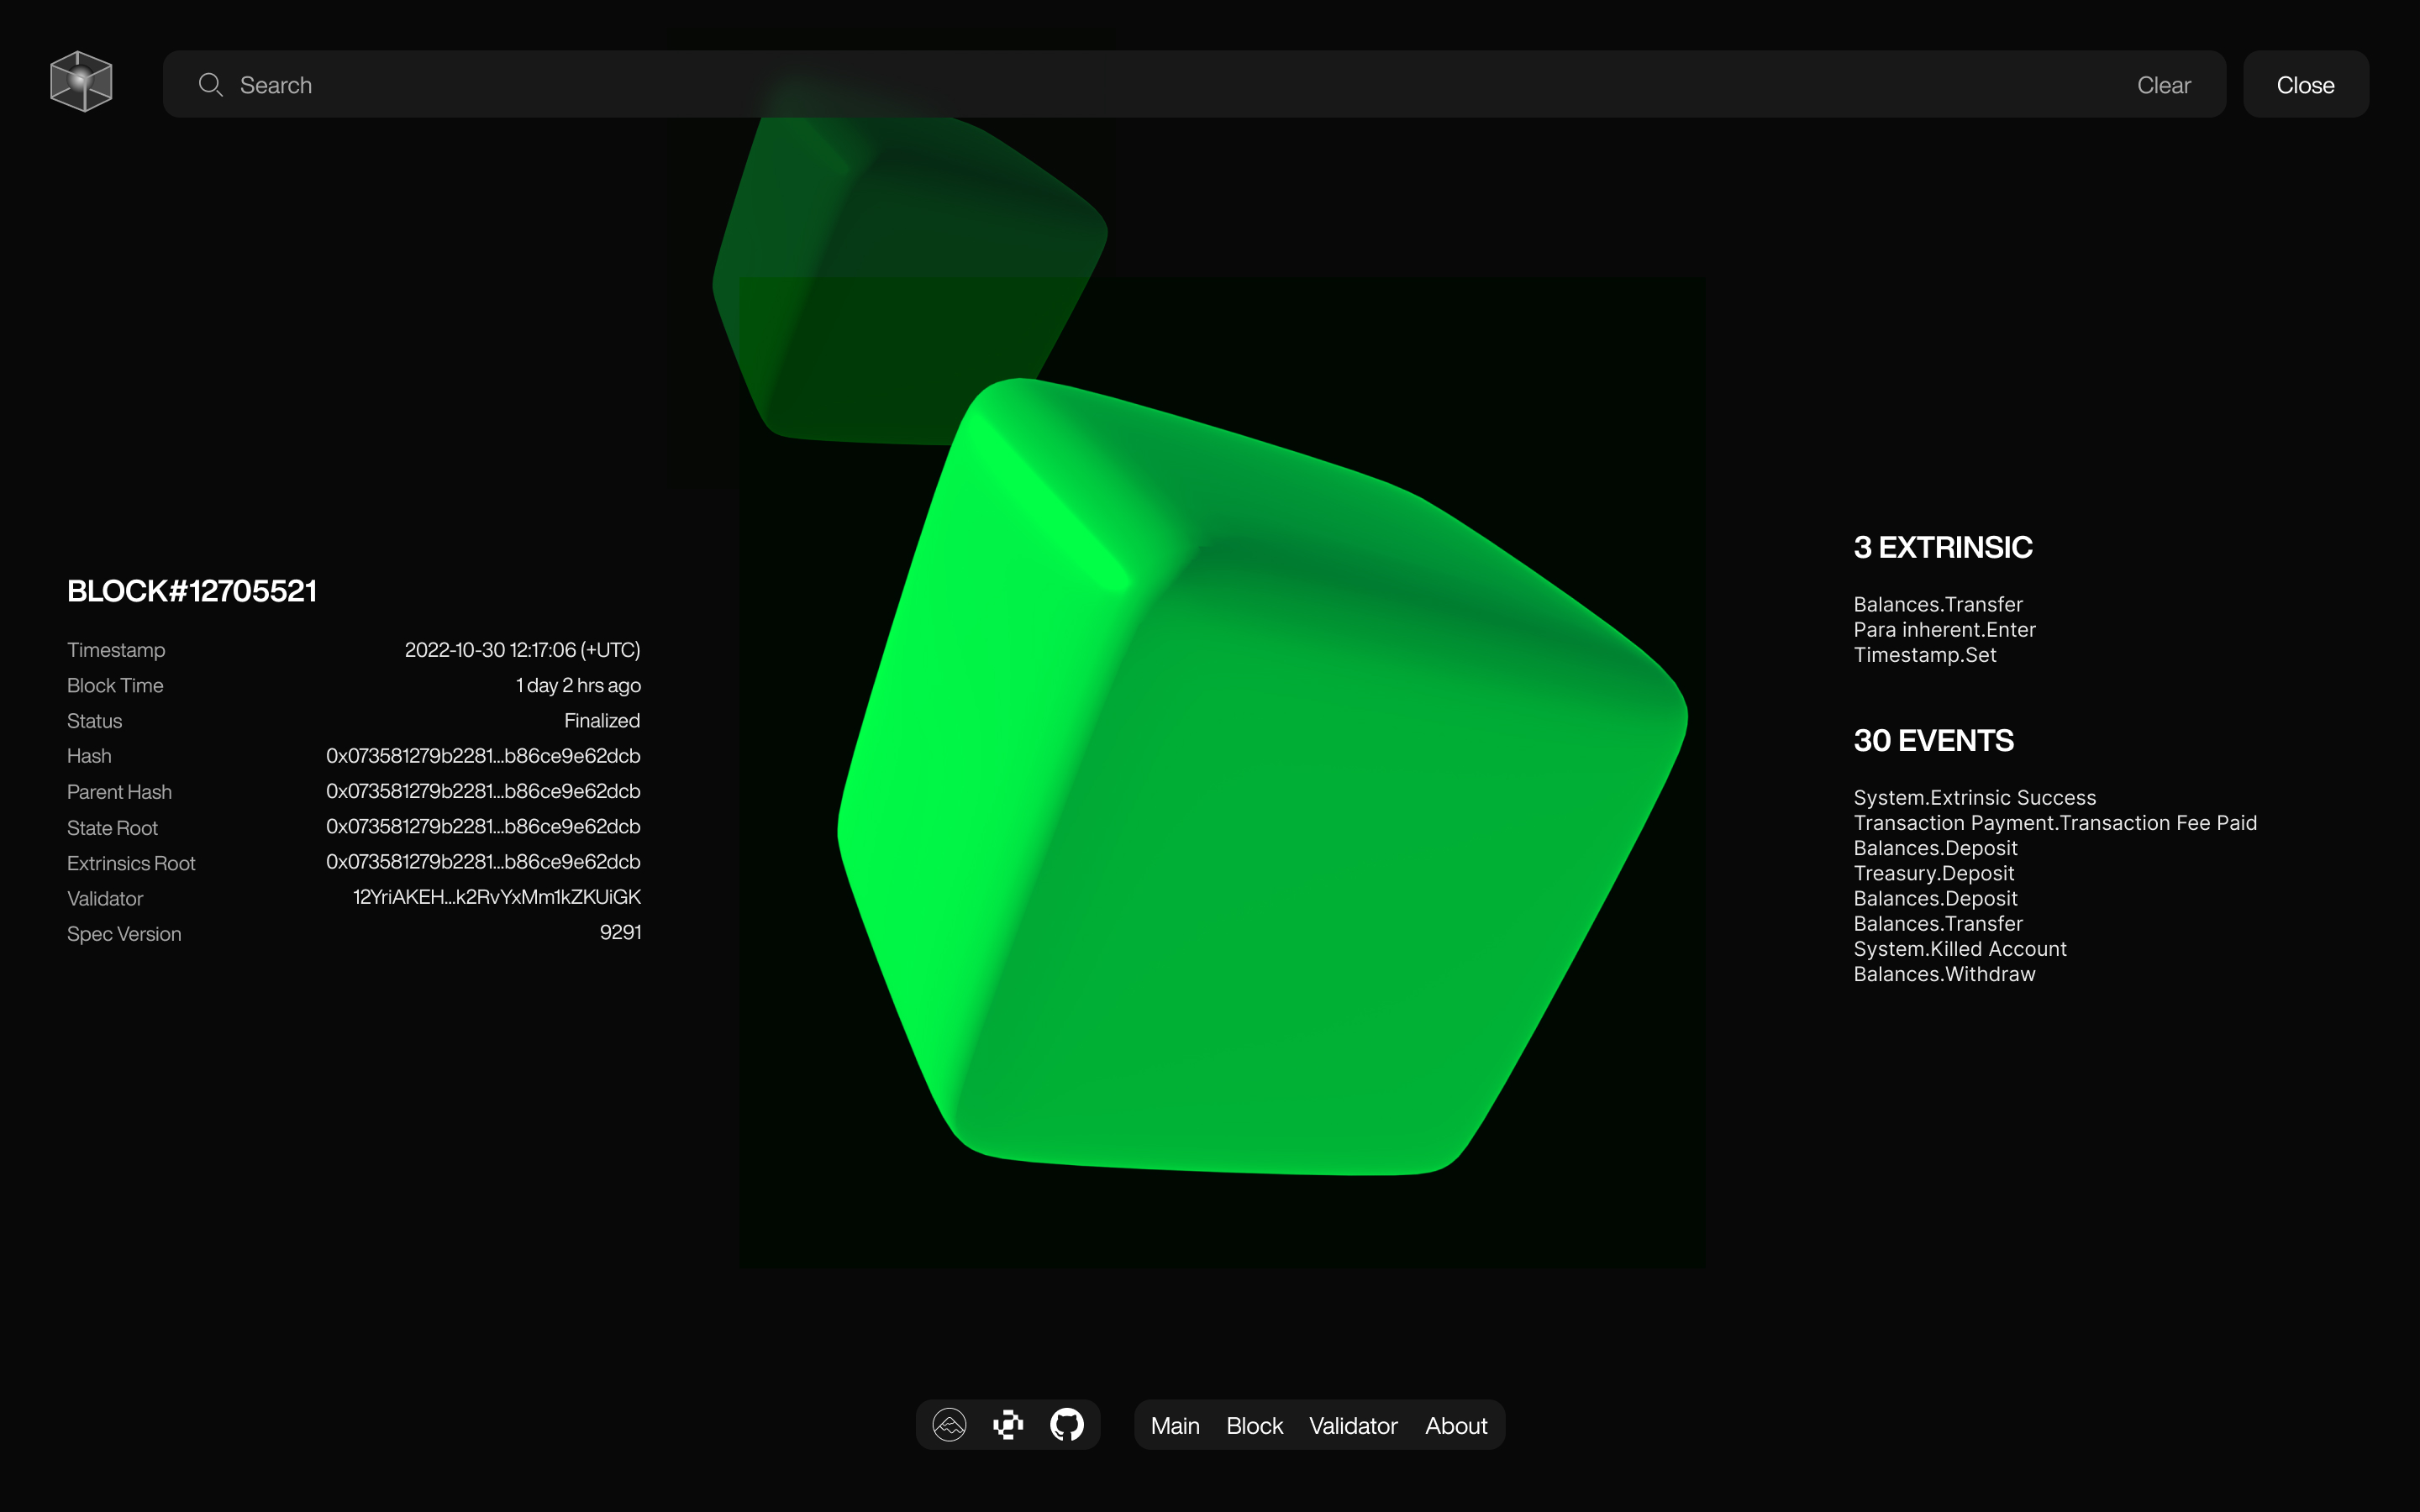 Search Clear Close
BLOCK#12705521
Timestamp 2022-10-30 12:17:06 (+UTC)
Block Time 1 day 2 hrs ago
Status Finalized
Hash 0x073581279b2281...b86ce9e62dcb
Parent Hash 0x073581279b2281...b86ce9e62dcb
State Root 0x073581279b2281...b86ce9e62dcb
Extrinsics Root 0x073581279b2281...b86ce9e62dcb
Validator 12YriAKEH...k2RvYxMm1kZKUiGK
Spec Version 9291
3 EXTRINSIC
Balances.Transfer
Para inherent.Enter
Timestamp.Set
30 EVENTS
System.Extrinsic Success
Transaction Payment.Transaction Fee Paid
Balances.Deposit
Treasury.Deposit
Balances.Deposit
Balances.Transfer
System.Killed Account
Balances.Withdraw
Main Block Validator About